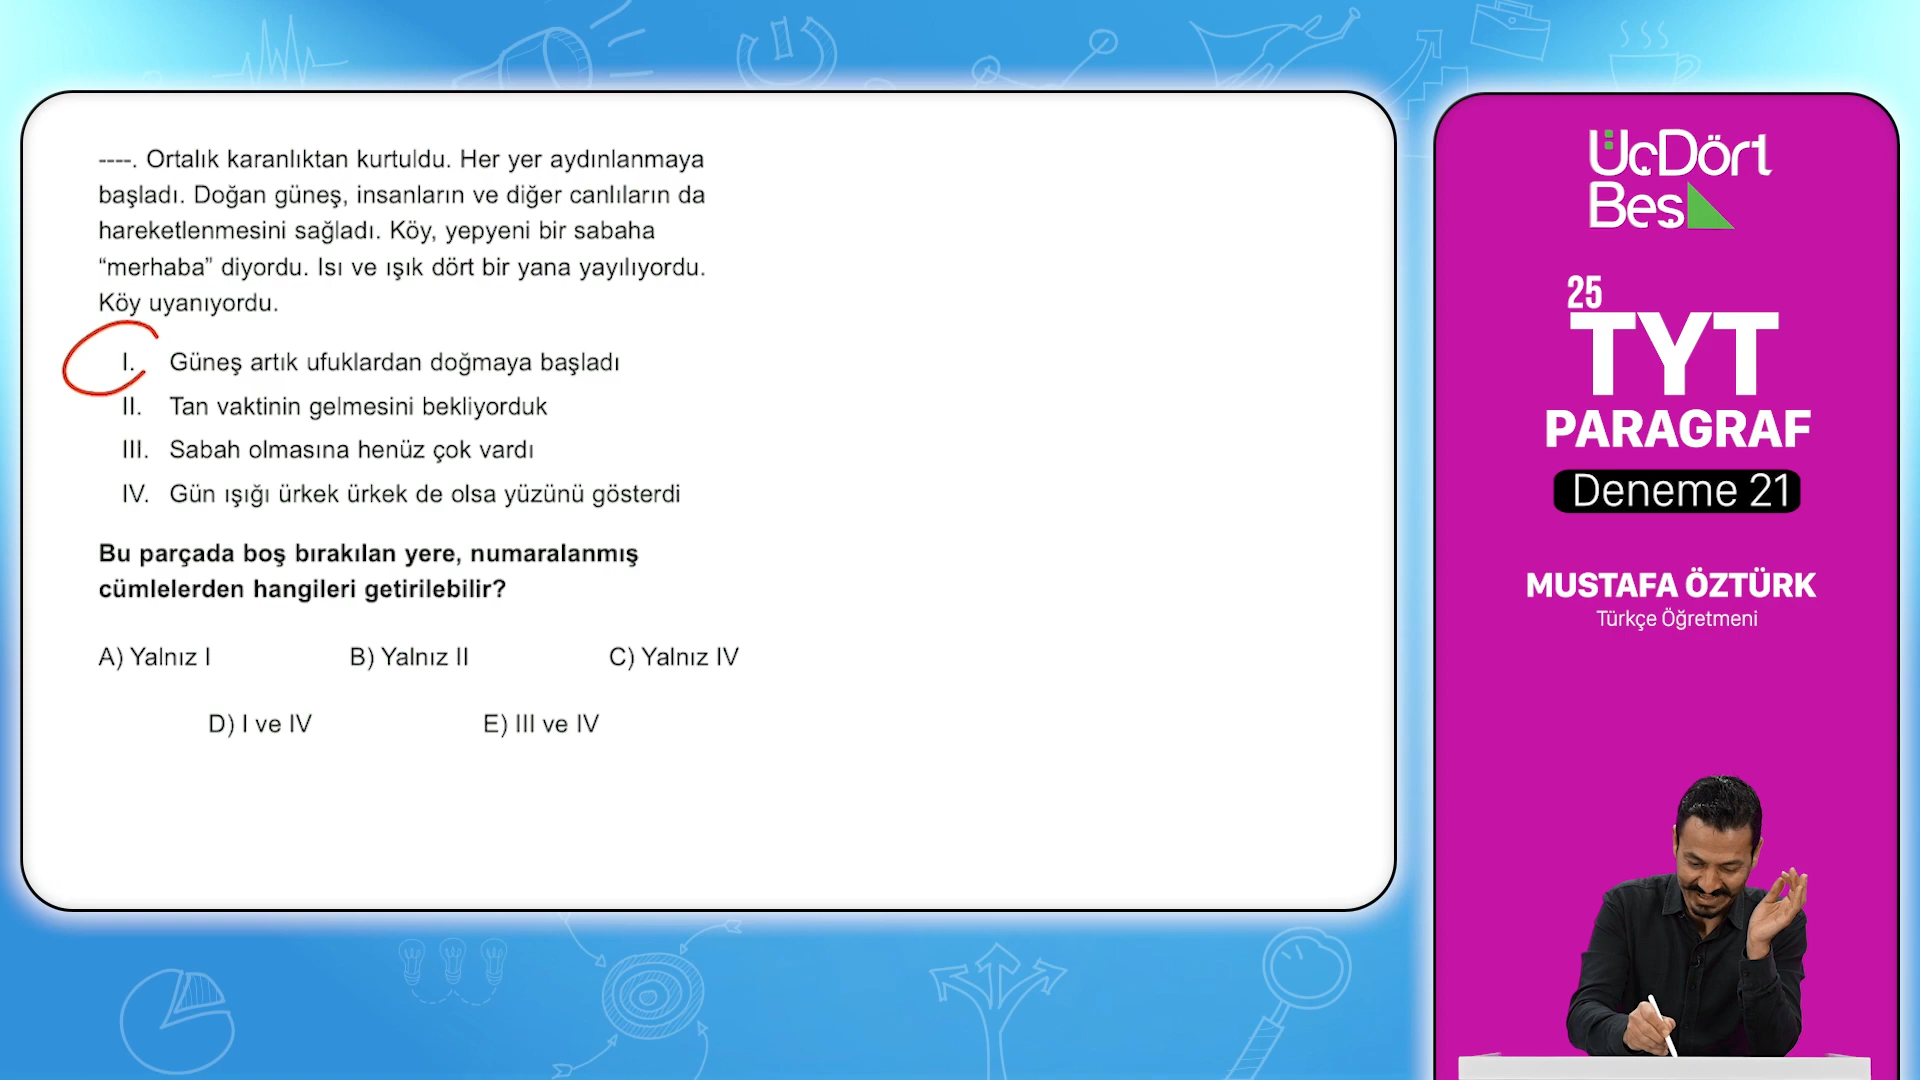 ----. Ortalık karanlıktan kurtuldu. Her yer aydınlanmaya
başladı. Doğan güneş, insanların ve diğer canlıların da
hareketlenmesini sağladı. Köy, yepyeni bir sabaha
“merhaba” diyordu. Isı ve ışık dört bir yana yayılıyordu.
Köy uyanıyordu.
I. Güneş artık ufuklardan doğmaya başladı
II. Tan vaktinin gelmesini bekliyorduk
III. Sabah olmasına henüz çok vardı
IV. Gün ışığı ürkek ürkek de olsa yüzünü gösterdi
Bu parçada boş bırakılan yere, numaralanmış
cümlelerden hangileri getirilebilir?
A) Yalnız I B) Yalnız II C) Yalnız IV
D) I ve IV E) III ve IV
ÜçDört
Beş
25
TYT
PARAGRAF
Deneme 21
MUSTAFA ÖZTÜRK
Türkçe Öğretmeni